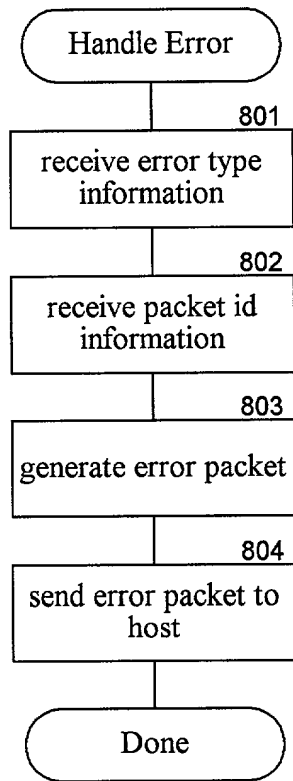 Handle Error
801
receive error type
information
802
receive packet id
information
803
generate error packet
804
send error packet to
host
Done